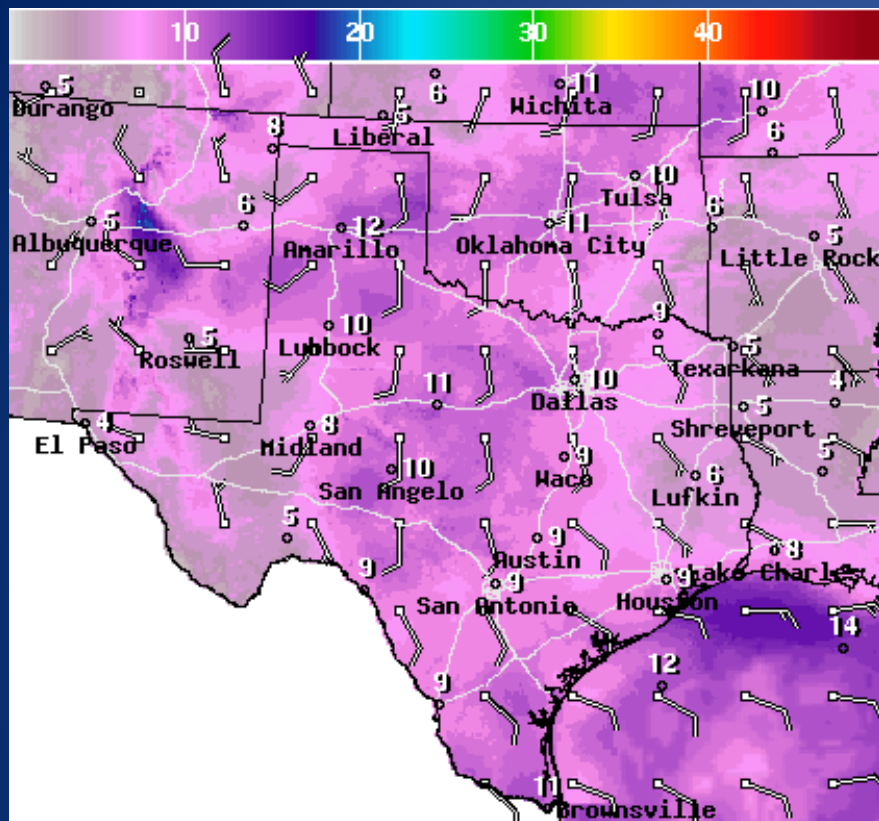 10 20 30 40
5 6 11 10
Durango Wichita
5
Liberal
8 6
10
Tulsa
5 6 12 11 6 5
Albuquerque Amarillo Oklahoma City Little Rock
5 10 9
Roswell Lubbock
5
Texarkana
11 10 4
Dallas 5
4 8 Shreveport
El Paso Midland
10 9 6 5
San Angelo Waco Lufkin
5 9 8
Austin
9 9 9 Lake Charles
San Antonio Houston
14
12
9
11
Brownsville